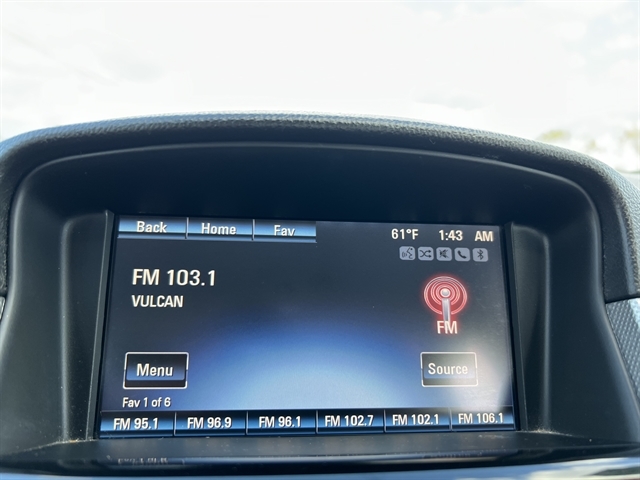 Back Home Fav 61°F 1:43 AM
FM 103.1
VULCAN
FM
Menu Source
Fav 1 of 6
FM 95.1 FM 96.9 FM 96.1 FM 102.7 FM 102.1 FM 106.1